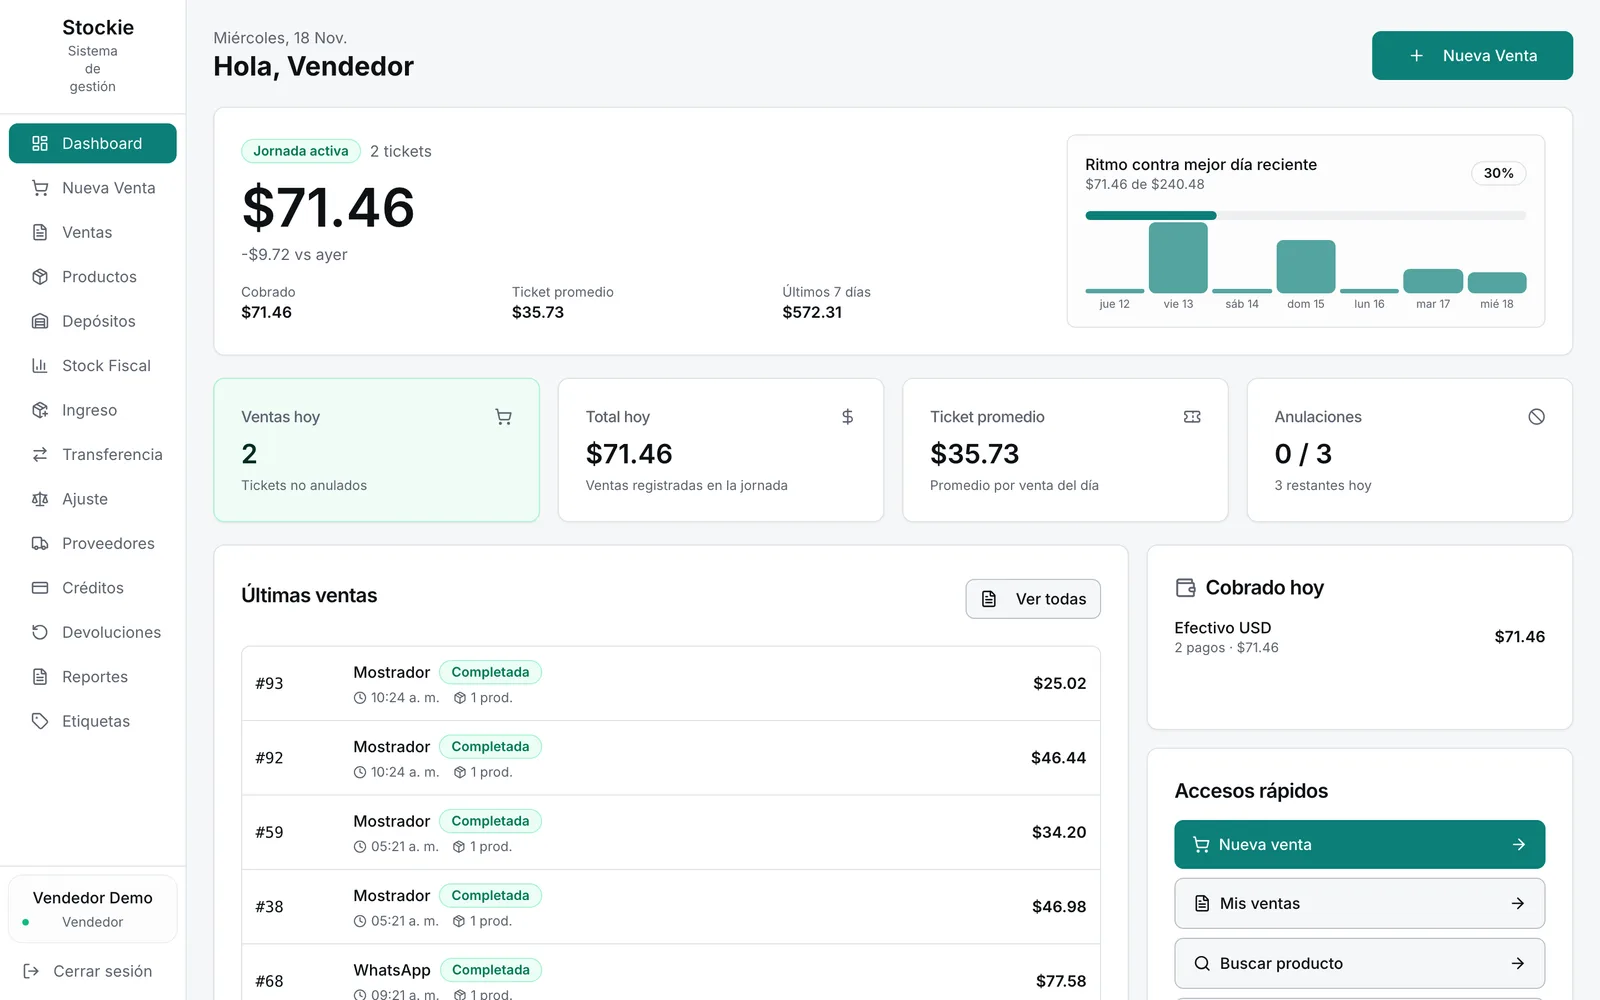 Stockie
Sistema
de
gestión
Dashboard
Nueva Venta
Ventas
Productos
Depósitos
Stock Fiscal
Ingreso
Transferencia
Ajuste
Proveedores
Créditos
Devoluciones
Reportes
Etiquetas
Vendedor Demo
Vendedor
Cerrar sesión
Miércoles, 18 Nov.
Hola, Vendedor
Nueva Venta
Jornada activa 2 tickets
$71.46
-$9.72 vs ayer
Cobrado
$71.46
Ticket promedio
$35.73
Últimos 7 días
$572.31
Ritmo contra mejor día reciente
$71.46 de $240.48
30%
jue 12 vie 13 sáb 14 dom 15 lun 16 mar 17 mié 18
Ventas hoy
2
Tickets no anulados
Total hoy
$71.46
Ventas registradas en la jornada
Ticket promedio
$35.73
Promedio por venta del día
Anulaciones
0 / 3
3 restantes hoy
Últimas ventas
Ver todas
#93
Mostrador Completada
10:24 a. m. 1 prod.
$25.02
#92
Mostrador Completada
10:24 a. m. 1 prod.
$46.44
#59
Mostrador Completada
05:21 a. m. 1 prod.
$34.20
#38
Mostrador Completada
05:21 a. m. 1 prod.
$46.98
#68
WhatsApp Completada
09:21 a. m. 1 prod.
$77.58
Cobrado hoy
Efectivo USD
2 pagos · $71.46
$71.46
Accesos rápidos
Nueva venta
Mis ventas
Buscar producto